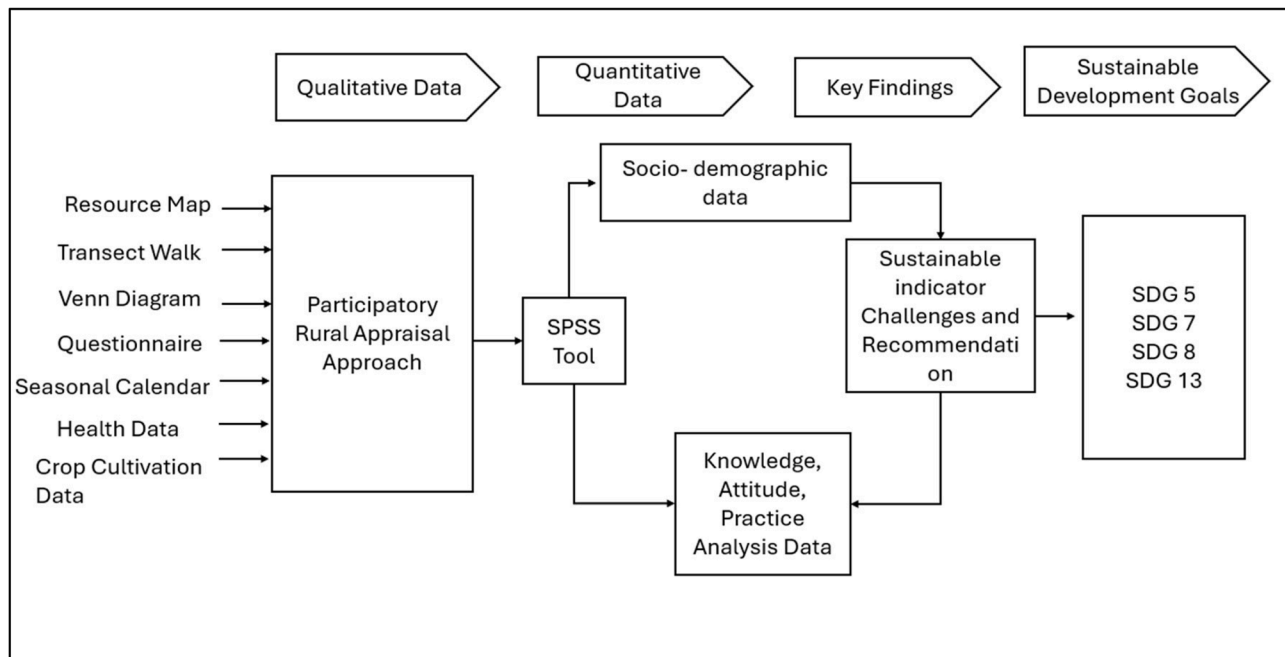 Qualitative Data
Quantitative
Data
Key Findings
Sustainable
Development Goals
Resource Map
Transect Walk
Venn Diagram
Questionnaire
Seasonal Calendar
Health Data
Crop Cultivation
Data
Participatory
Rural Appraisal
Approach
SPSS
Tool
Socio- demographic
data
Knowledge,
Attitude,
Practice
Analysis Data
Sustainable
indicator
Challenges and
Recommendati
on
SDG 5
SDG 7
SDG 8
SDG 13